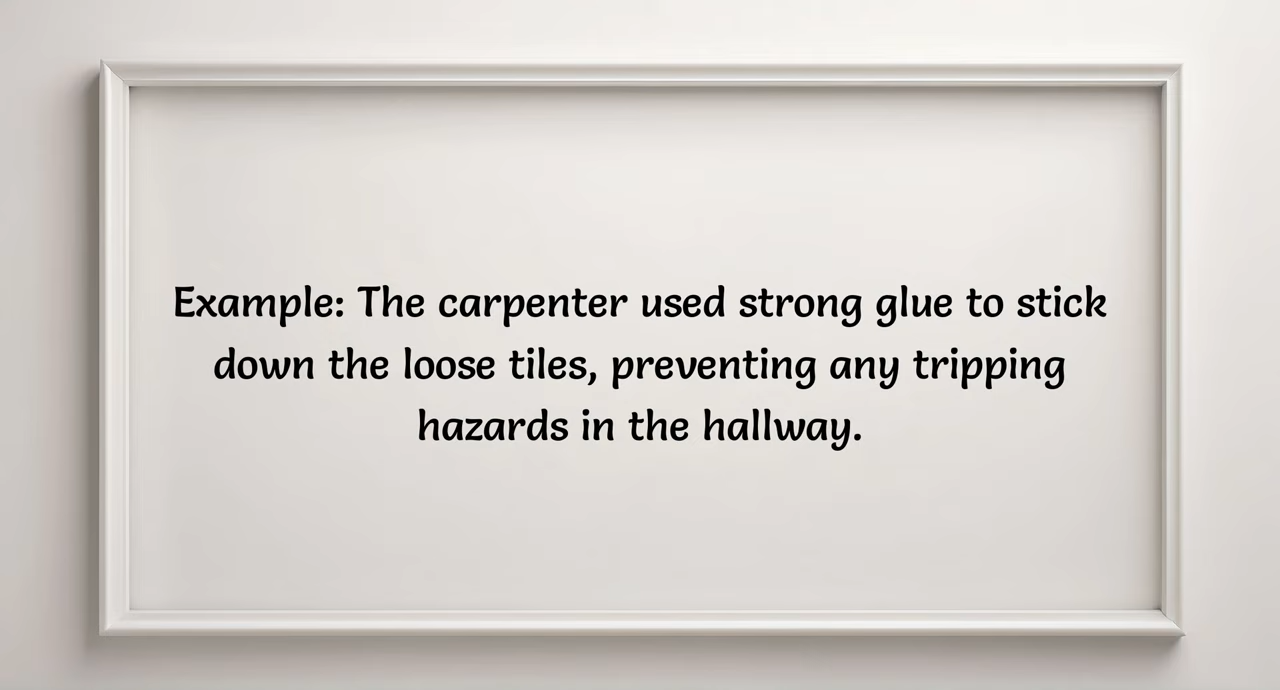 Example: The carpenter used strong glue to stick
down the loose tiles, preventing any tripping
hazards in the hallway.